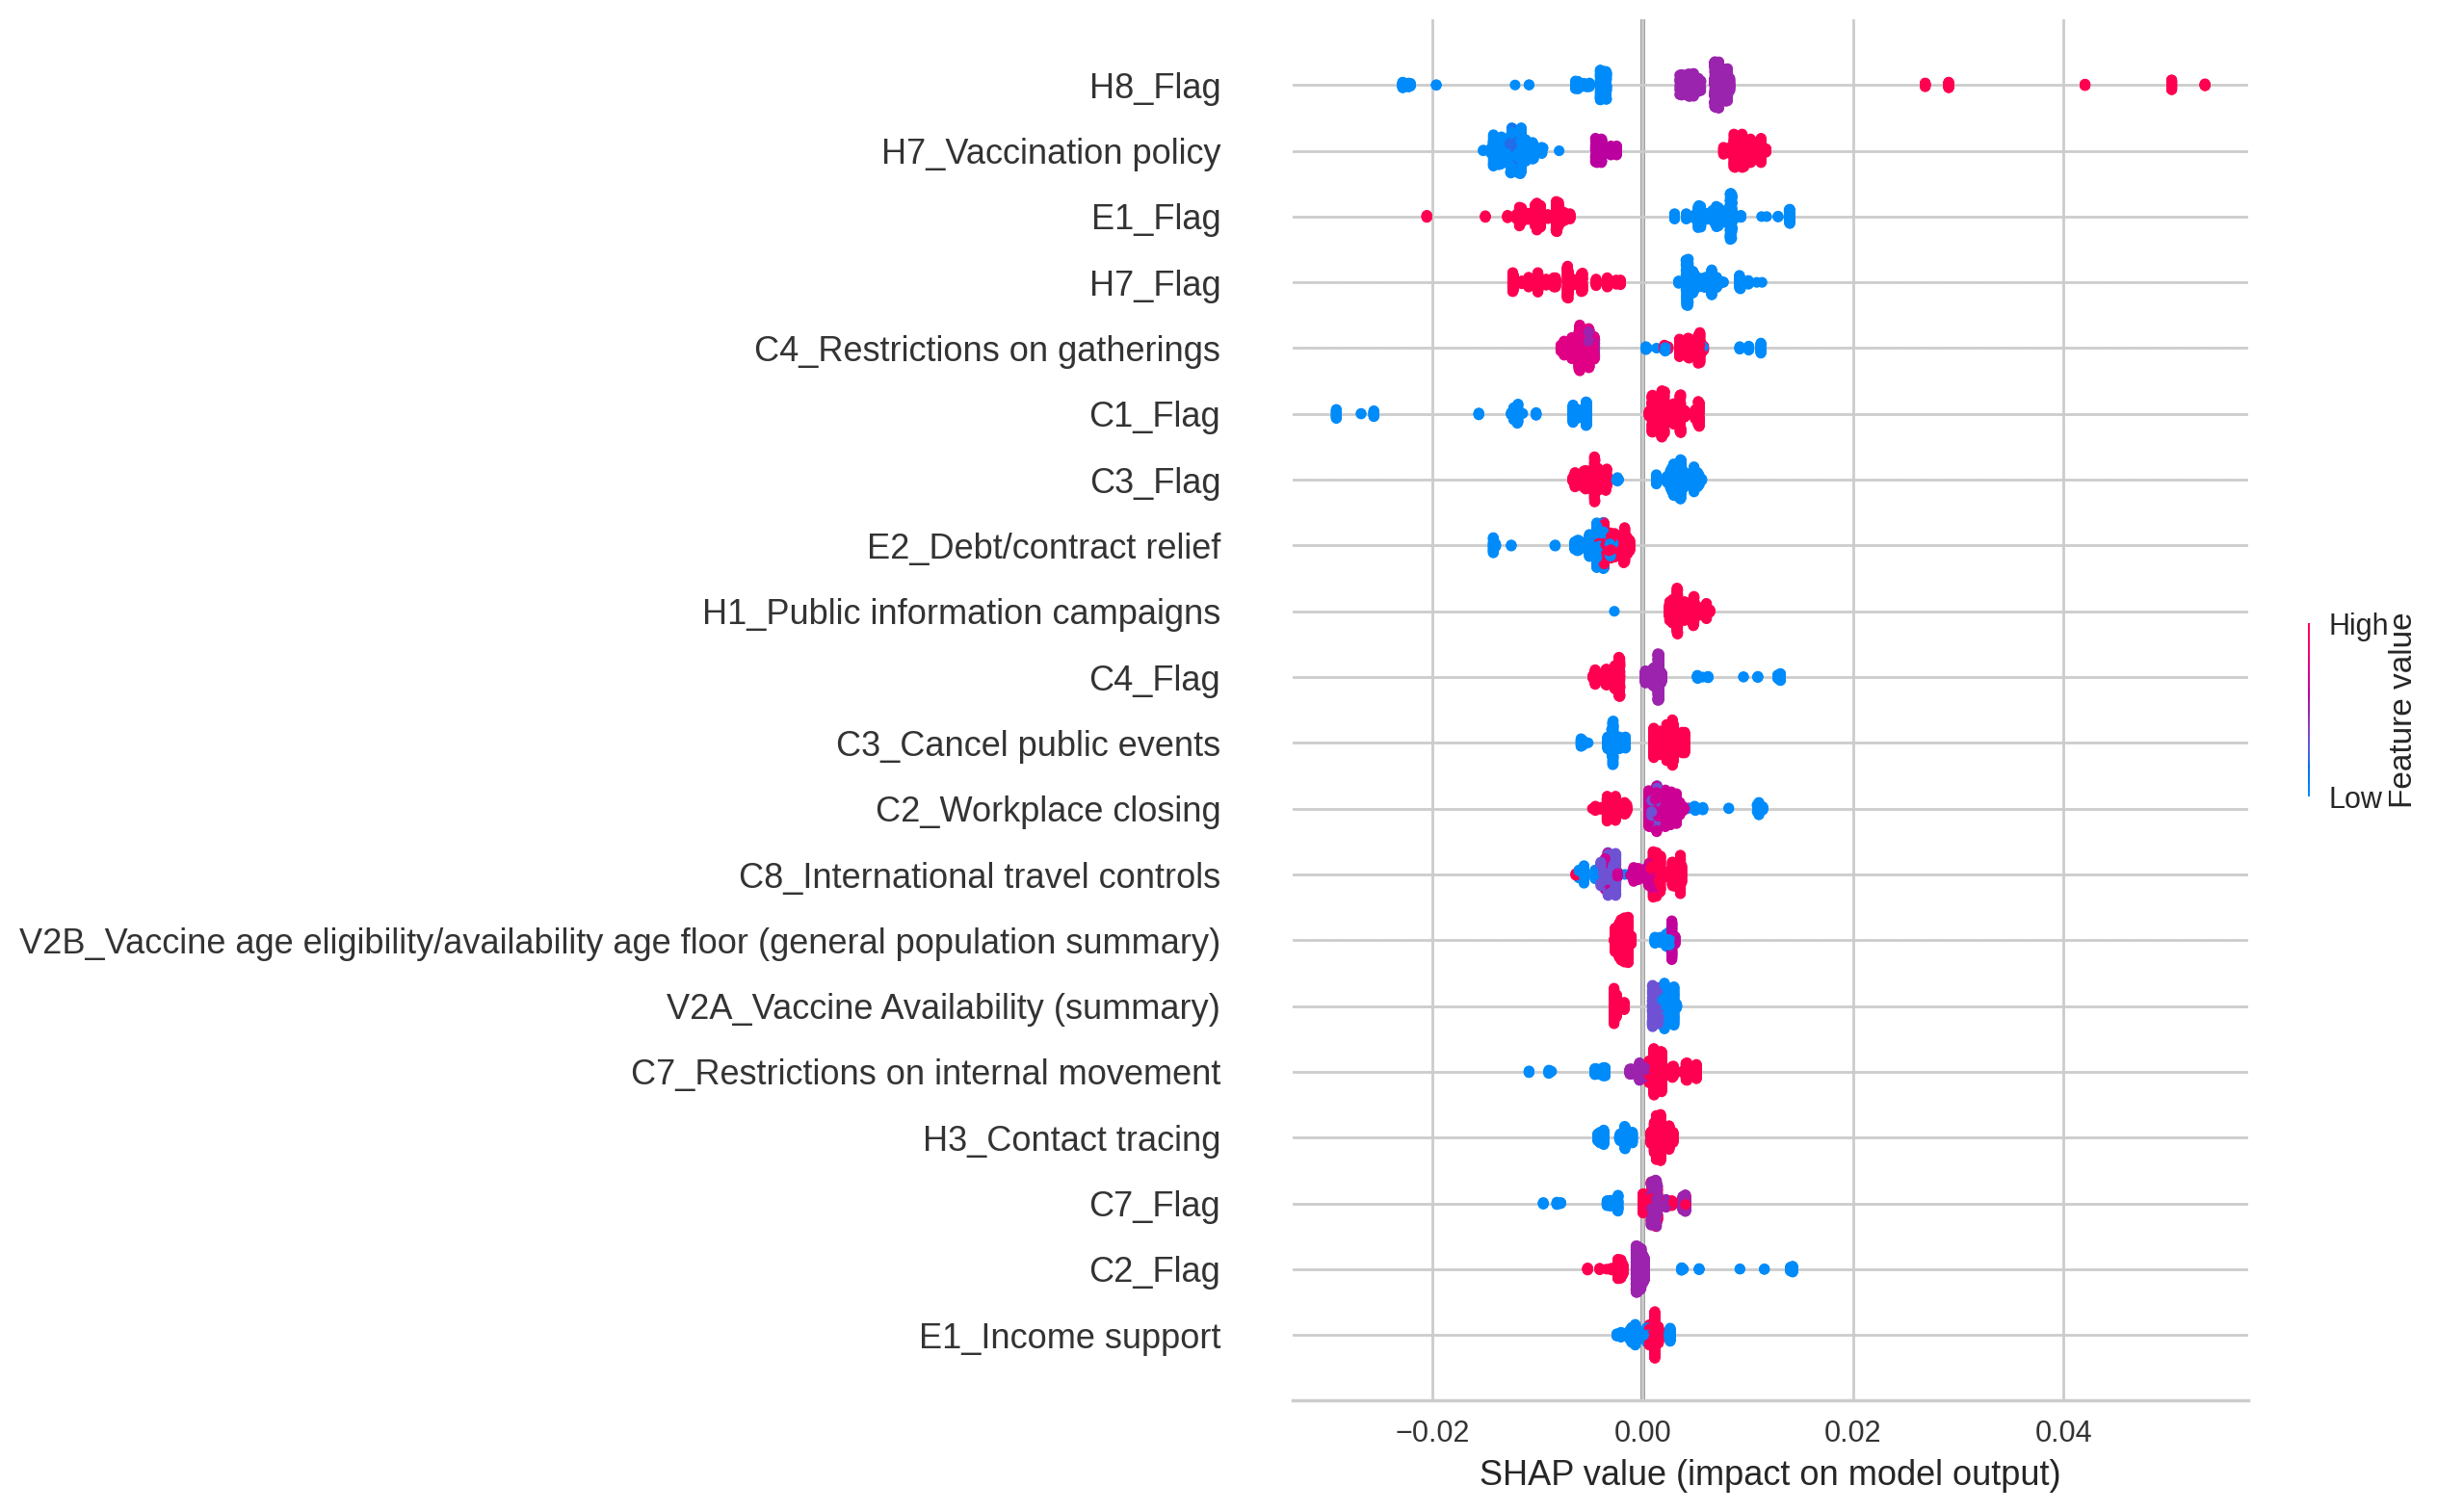 H8_Flag
H7_Vaccination policy
E1_Flag
H7_Flag
C4_Restrictions on gatherings
C1_Flag
C3_Flag
E2_Debt/contract relief
H1_Public information campaigns
C4_Flag
C3_Cancel public events
C2_Workplace closing
C8_International travel controls
V2B_Vaccine age eligibility/availability age floor (general population summary)
V2A_Vaccine Availability (summary)
C7_Restrictions on internal movement
H3_Contact tracing
C7_Flag
C2_Flag
E1_Income support
−0.02 0.00 0.02 0.04
SHAP value (impact on model output)
High
Low
Feature value